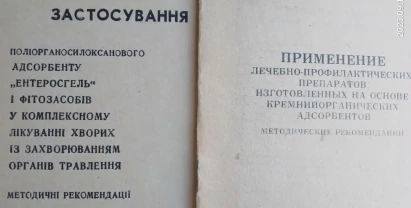 ЗАСТОСУВАННЯ
ПОЛІОРГАНОСИЛОКСАНОВОГО
АДСОРБЕНТУ
„ЕНТЕРОСГЕЛЬ"
І ФІТОЗАСОБІВ
У КОМПЛЕКСНОМУ
ЛІКУВАННІ ХВОРИХ
ІЗ ЗАХВОРЮВАННЯМ
ОРГАНІВ ТРАВЛЕННЯ
МЕТОДИЧНІ РЕКОМЕНДАЦІЇ
ПРИМЕНЕНИЕ
ЛЕЧЕБНО-ПРОФИЛАКТИЧЕСКИХ
ПРЕПАРАТОВ
ИЗГОТОВЛЕННЫХ НА ОСНОВЕ
КРЕМНИЙОРГАНИЧЕСКИХ
АДСОРБЕНТОВ
МЕТОДИЧЕСКИЕ РЕКОМЕНДАЦИИ